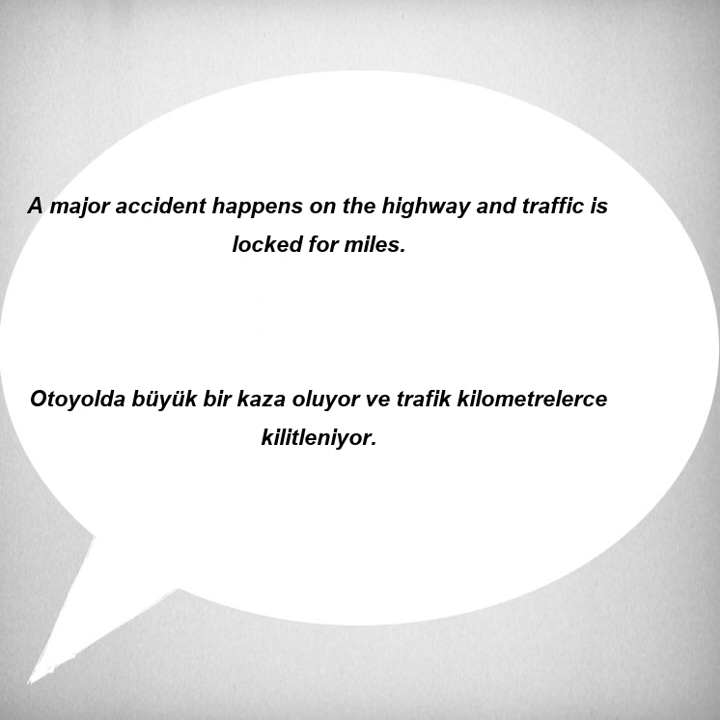 A major accident happens on the highway and traffic is
locked for miles.
Otoyolda büyük bir kaza oluyor ve trafik kilometrelerce
kilitleniyor.